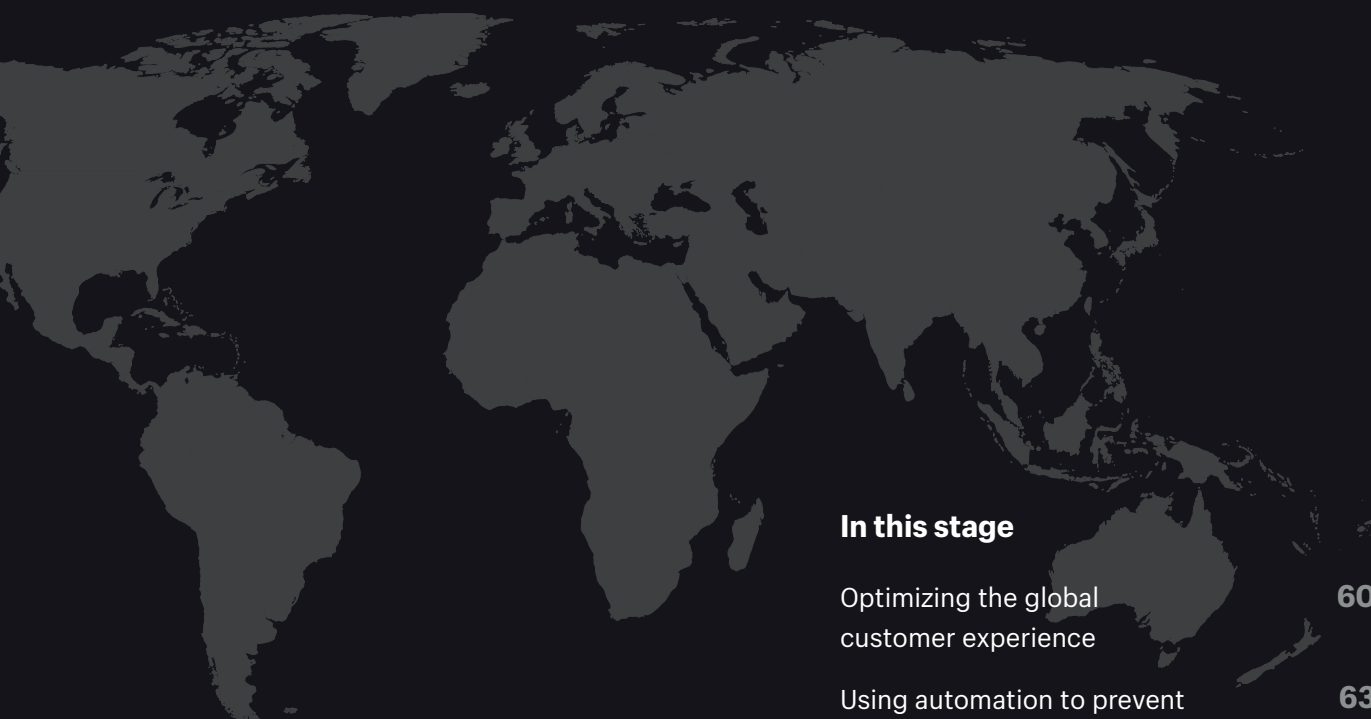 In this stage
Optimizing the global 60
customer experience
Using automation to prevent 63